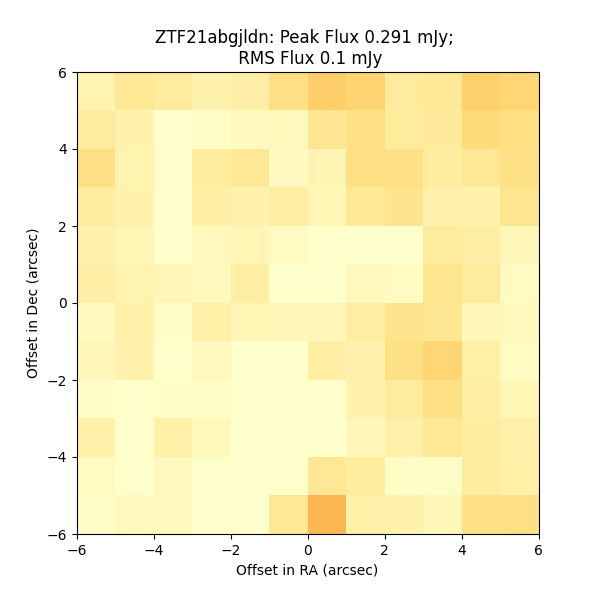 ZTF21abgjldn: Peak Flux 0.291 mJy;
RMS Flux 0.1 mJy
6
4
2
0
−2
−4
−6
Offset in Dec (arcsec)
−6 −4 −2 0 2 4 6
Offset in RA (arcsec)